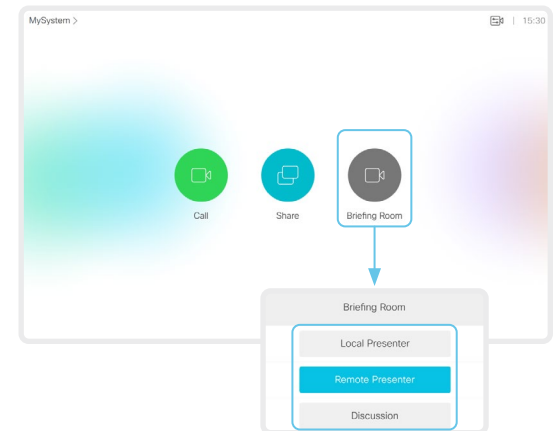 MySystem >
15:30
Call
Share
Briefing Room
Briefing Room
Local Presenter
Remote Presenter
Discussion